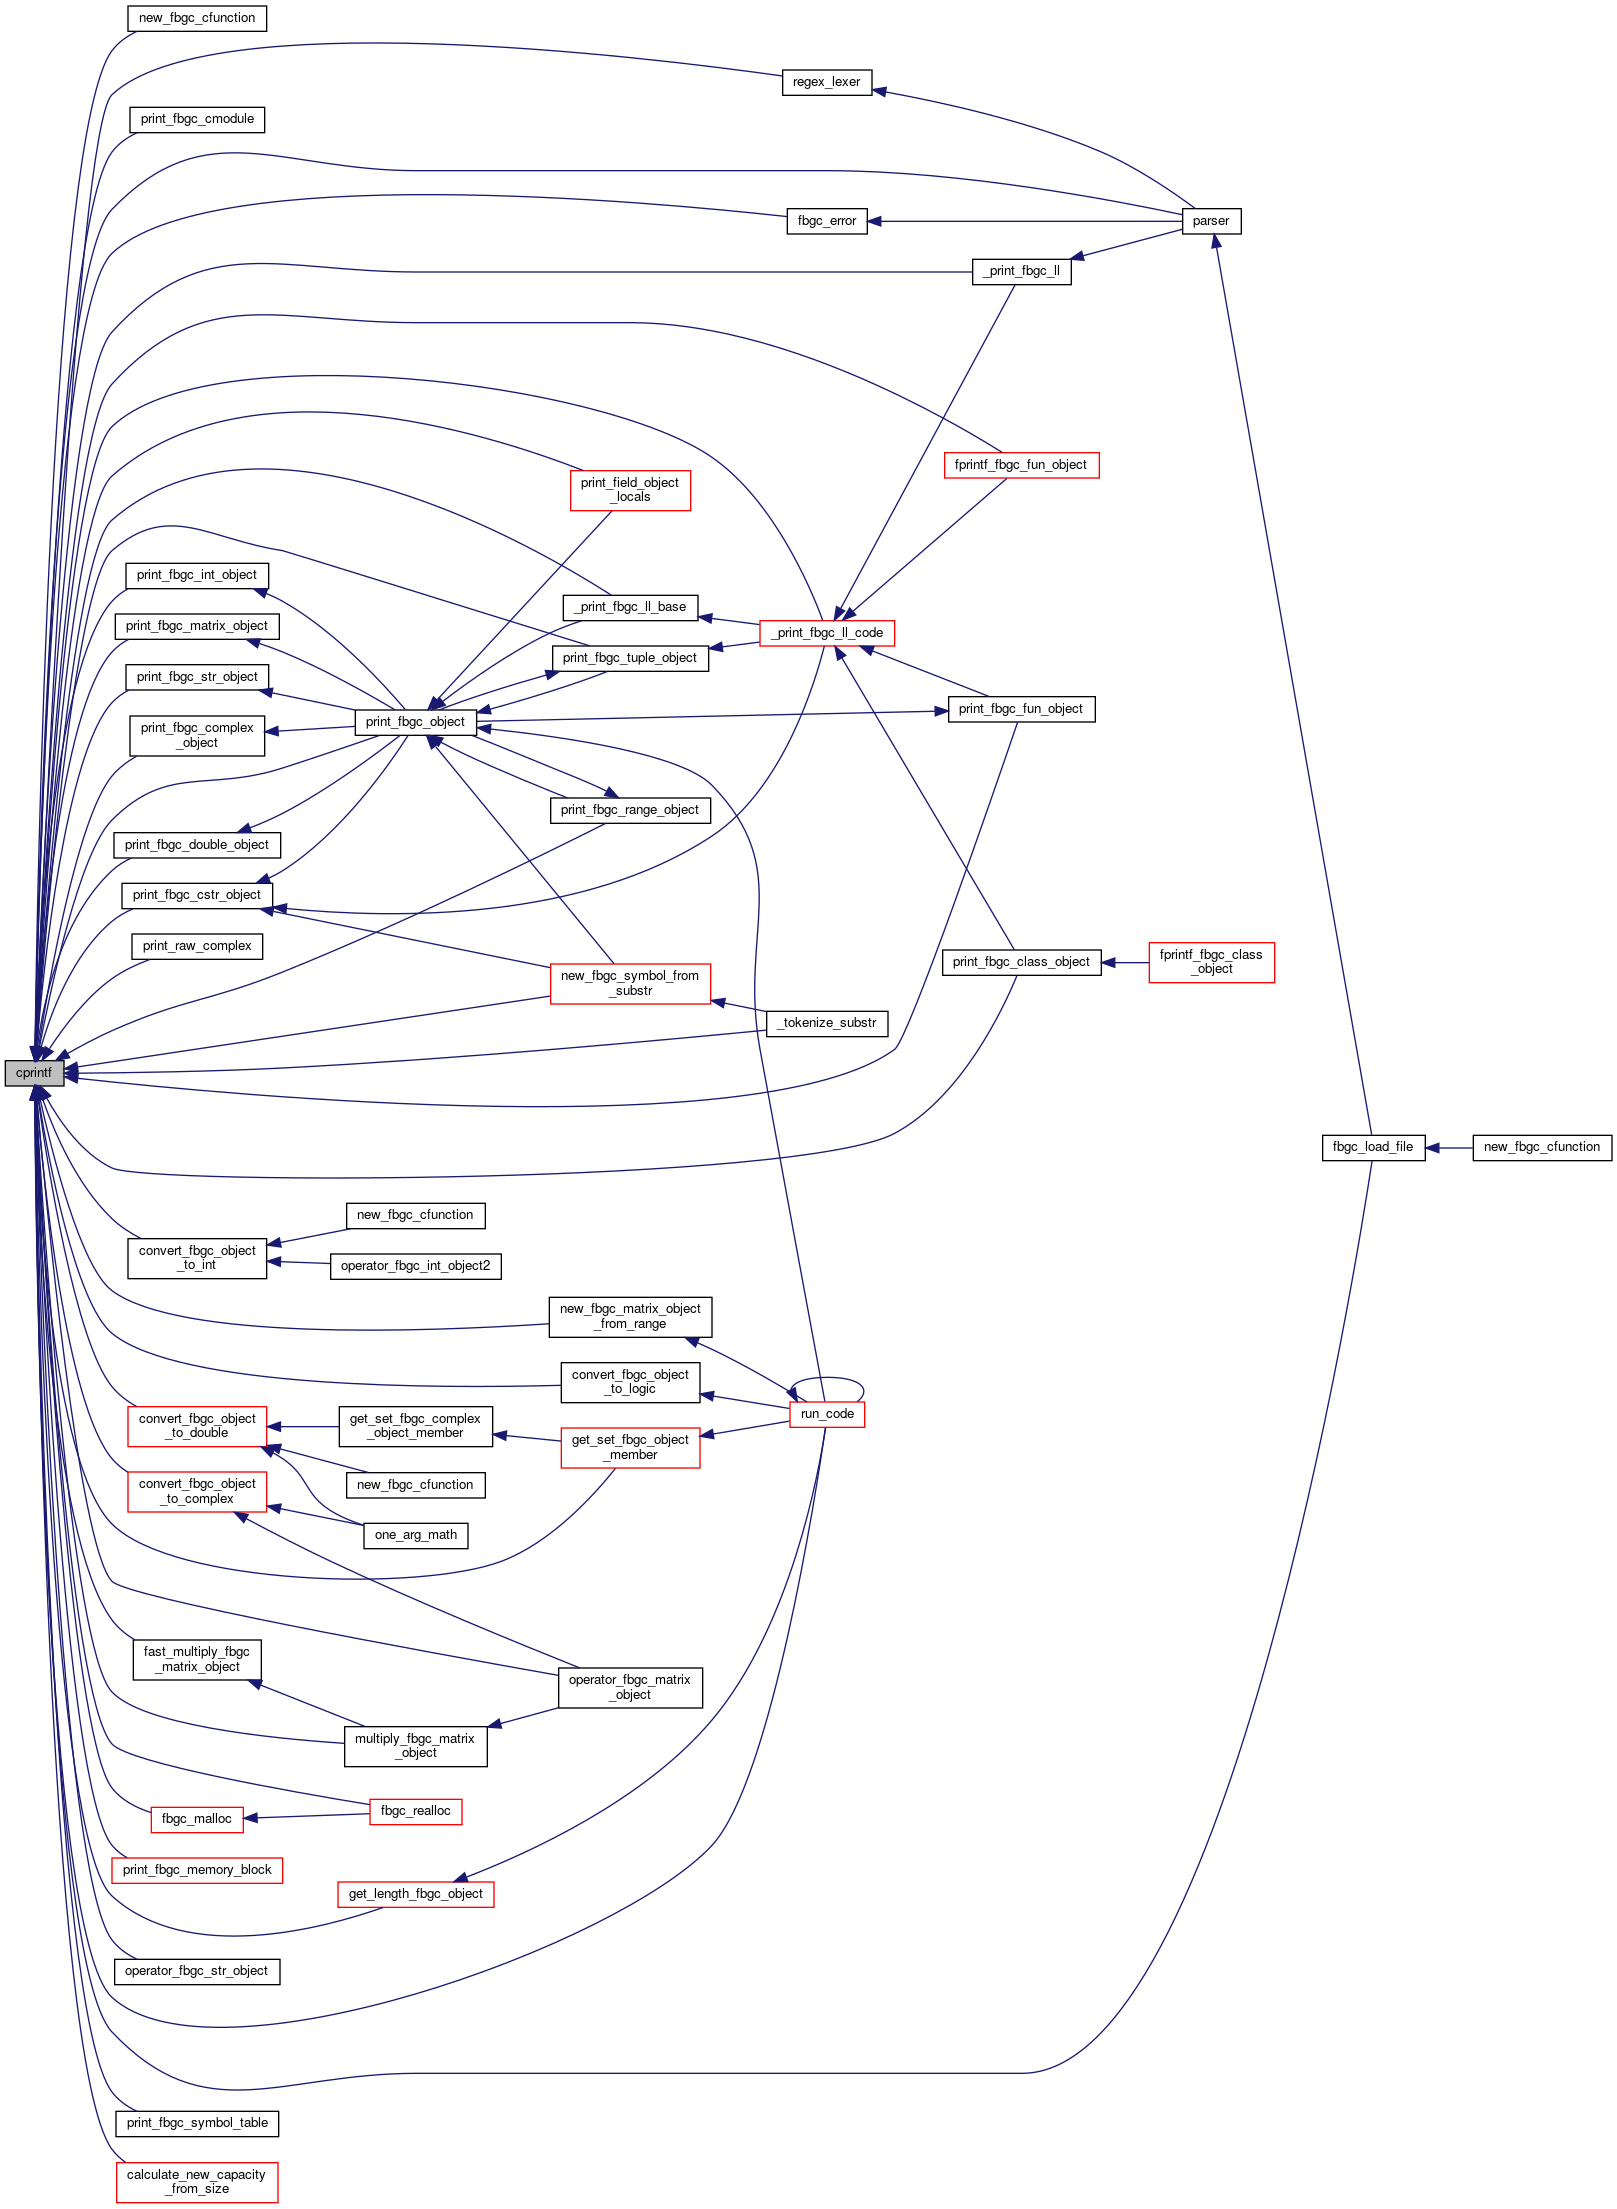 new_fbgc_cfunction
regex_lexer
print_fbgc_cmodule
parser
fbgc_error
_print_fbgc_ll
fprintf_fbgc_fun_object
print_field_object
_locals
print_fbgc_int_object
_print_fbgc_ll_base
print_fbgc_matrix_object
_print_fbgc_ll_code
print_fbgc_tuple_object
print_fbgc_str_object
print_fbgc_fun_object
print_fbgc_object
print_fbgc_complex
_object
print_fbgc_range_object
print_fbgc_double_object
print_fbgc_cstr_object
print_raw_complex
print_fbgc_class_object
fprintf_fbgc_class
_object
new_fbgc_symbol_from
_substr
_tokenize_substr
cprintf
fbgc_load_file
new_fbgc_cfunction
new_fbgc_cfunction
convert_fbgc_object
_to_int
operator_fbgc_int_object2
new_fbgc_matrix_object
_from_range
convert_fbgc_object
_to_logic
run_code
convert_fbgc_object
_to_double
get_set_fbgc_complex
_object_member
get_set_fbgc_object
_member
new_fbgc_cfunction
convert_fbgc_object
_to_complex
one_arg_math
fast_multiply_fbgc
_matrix_object
operator_fbgc_matrix
_object
multiply_fbgc_matrix
_object
fbgc_malloc
fbgc_realloc
print_fbgc_memory_block
get_length_fbgc_object
operator_fbgc_str_object
print_fbgc_symbol_table
calculate_new_capacity
_from_size